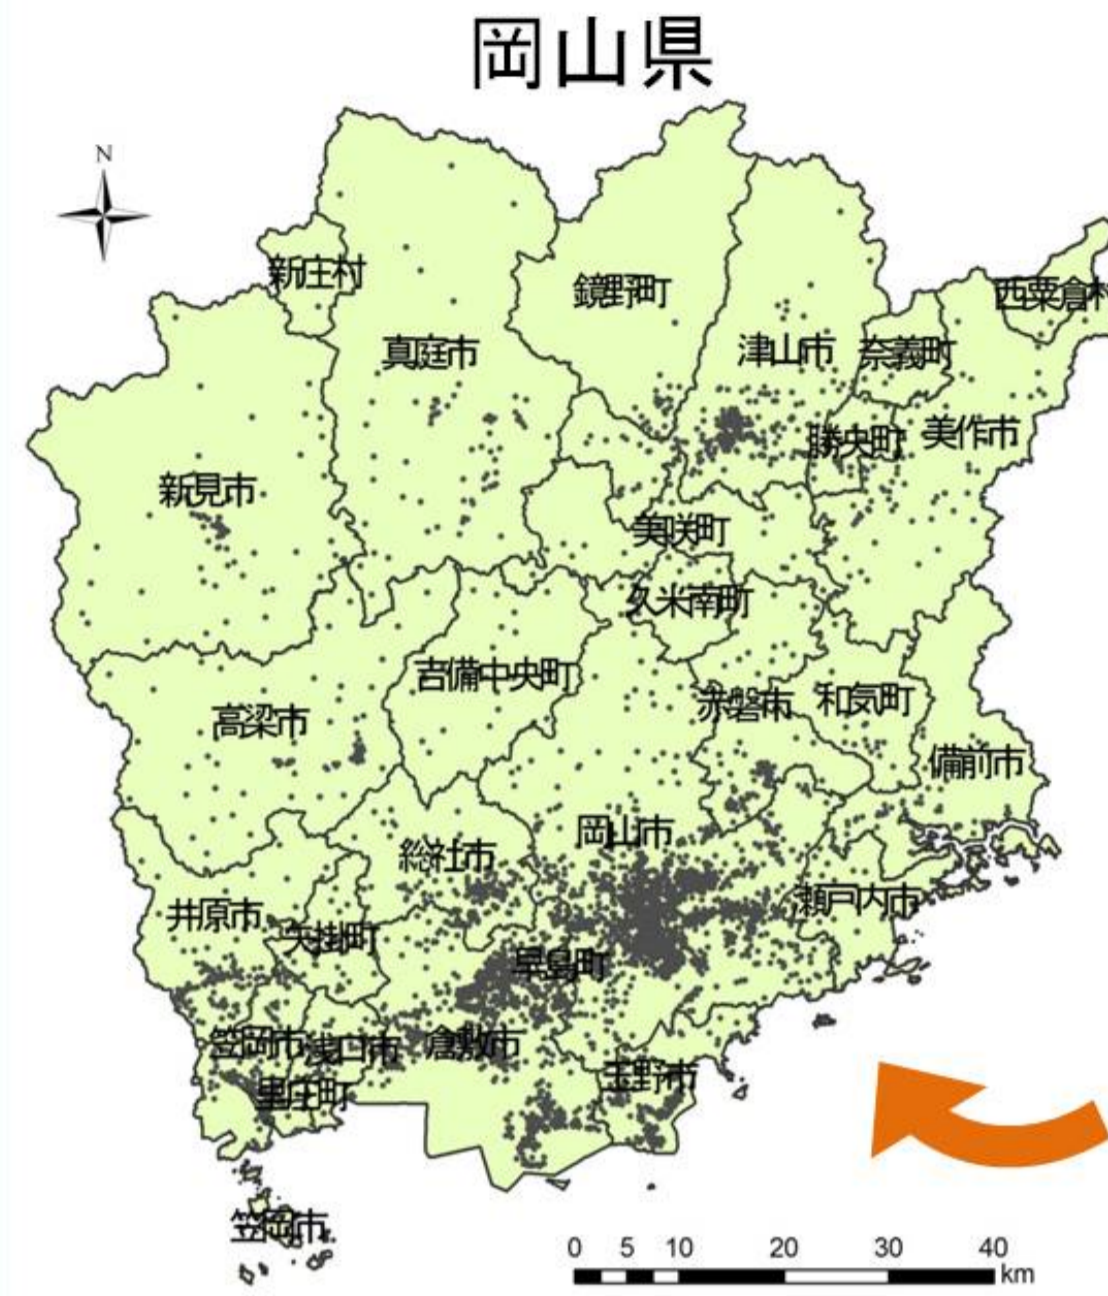 岡山県
N
新庄村
鏡野町
西粟倉村
真庭市
津山市
奈義町
勝央町
美作市
新見市
美咲町
久米南町
吉備中央町
赤磐市
和気町
高梁市
備前市
岡山市
総社市
瀬戸内市
井原市
矢掛町
早島町
笠岡市
浅口市
倉敷市
玉野市
里庄町
笠岡市
0 5 10 20 30 40
km